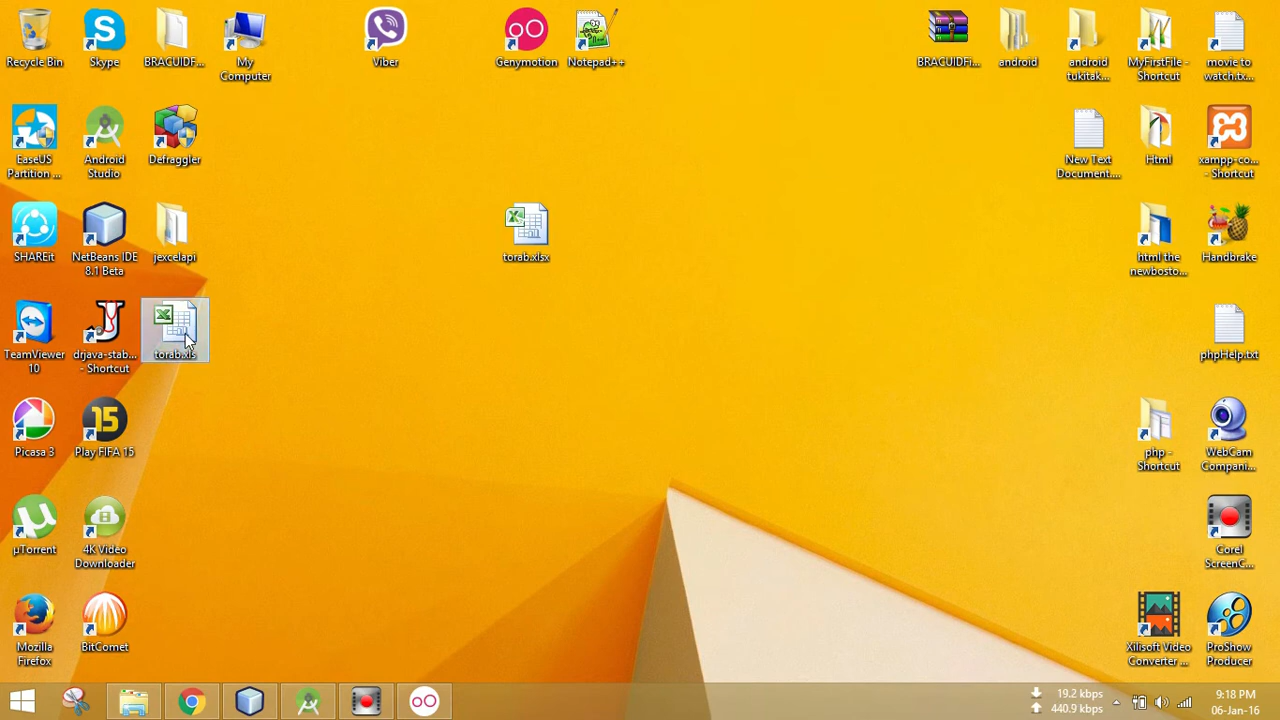 Recycle Bin
Skype
BRACUIDF...
My
Computer
Viber
Genymotion
Notepad++
BRACUIDFi...
android
android
tukitak...
MyFirstFile -
Shortcut
movie to
watch.tx...
EaseUS
Partition ...
Android
Studio
Defraggler
New Text
Document....
Html
xampp-co...
- Shortcut
SHAREit
NetBeans IDE
8.1 Beta
jexcelapi
torab.xlsx
html the
newbosto...
Handbrake
TeamViewer
10
drjava-stab...
- Shortcut
torab.xls
phpHelp.txt
Picasa 3
15
Play FIFA 15
php -
Shortcut
WebCam
Compani...
µTorrent
4K Video
Downloader
Corel
ScreenC...
Mozilla
Firefox
BitComet
Xilisoft Video
Converter ...
ProShow
Producer
19.2 kbps
440.9 kbps
9:18 PM
06-Jan-16